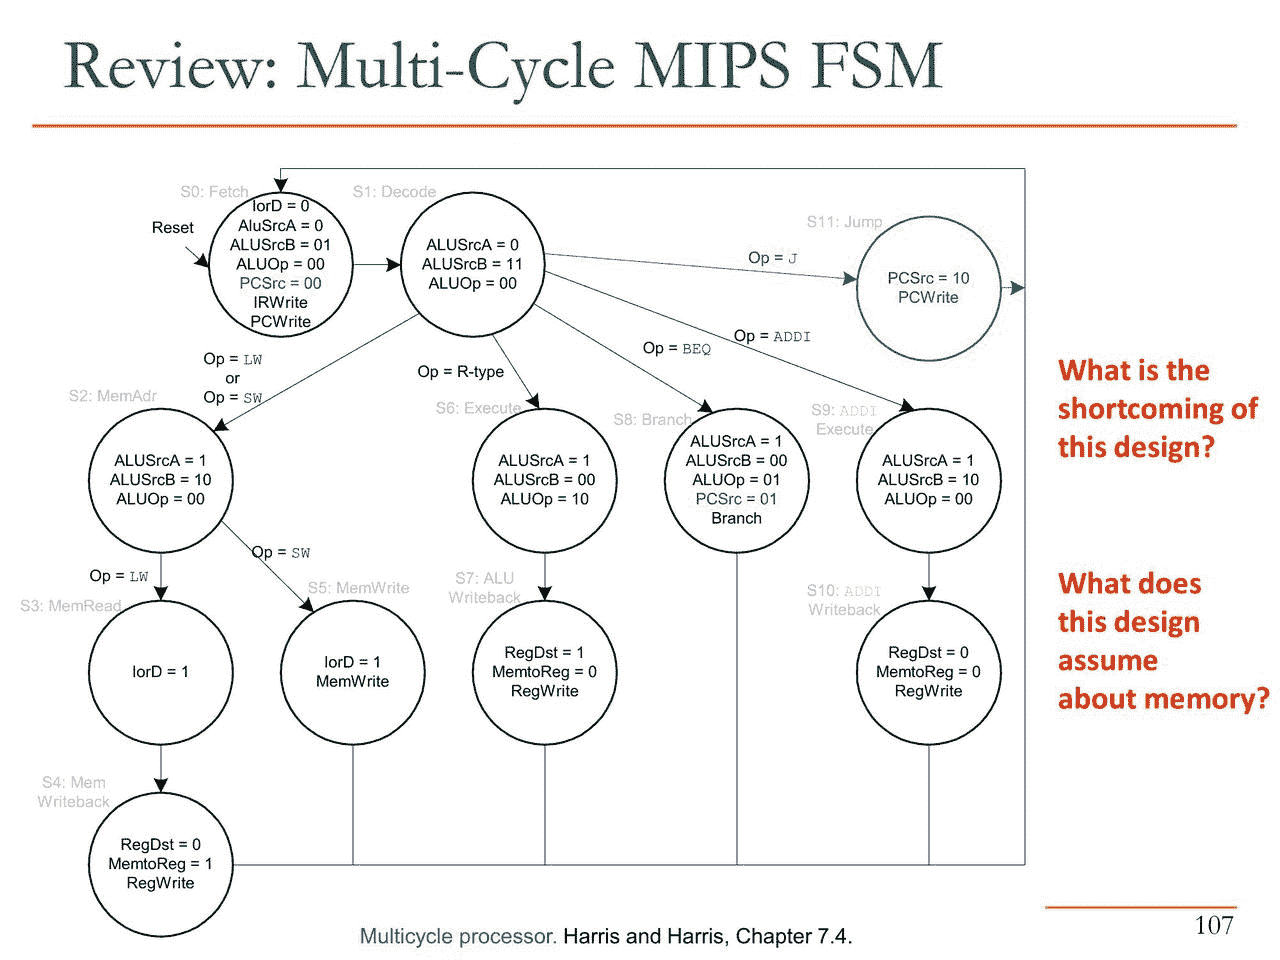 Review: Multi-Cycle MIPS FSM
S0: Fetch
S1: Decode
Reset
IorD = 0
AluSrcA = 0
ALUSrcB = 01
ALUOp = 00
PCSrc = 00
IRWrite
PCWrite
ALUSrcA = 0
ALUSrcB = 11
ALUOp = 00
S11: Jump
Op = J
PCSrc = 10
PCWrite
Op = LW
or
Op = SW
Op = R-type
Op = BEQ
Op = ADDI
What is the
shortcoming of
this design?
S2: MemAdr
ALUSrcA = 1
ALUSrcB = 10
ALUOp = 00
S6: Execute
ALUSrcA = 1
ALUSrcB = 00
ALUOp = 10
S8: Branch
ALUSrcA = 1
ALUSrcB = 00
ALUOp = 01
PCSrc = 01
Branch
S9: ADDI
Execute
ALUSrcA = 1
ALUSrcB = 10
ALUOp = 00
Op = LW
Op = SW
What does
this design
assume
about memory?
S3: MemRead
IorD = 1
S5: MemWrite
IorD = 1
MemWrite
S7: ALU
Writeback
RegDst = 1
MemtoReg = 0
RegWrite
S10: ADDI
Writeback
RegDst = 0
MemtoReg = 0
RegWrite
S4: Mem
Writeback
RegDst = 0
MemtoReg = 1
RegWrite
Multicycle processor. Harris and Harris, Chapter 7.4.
107